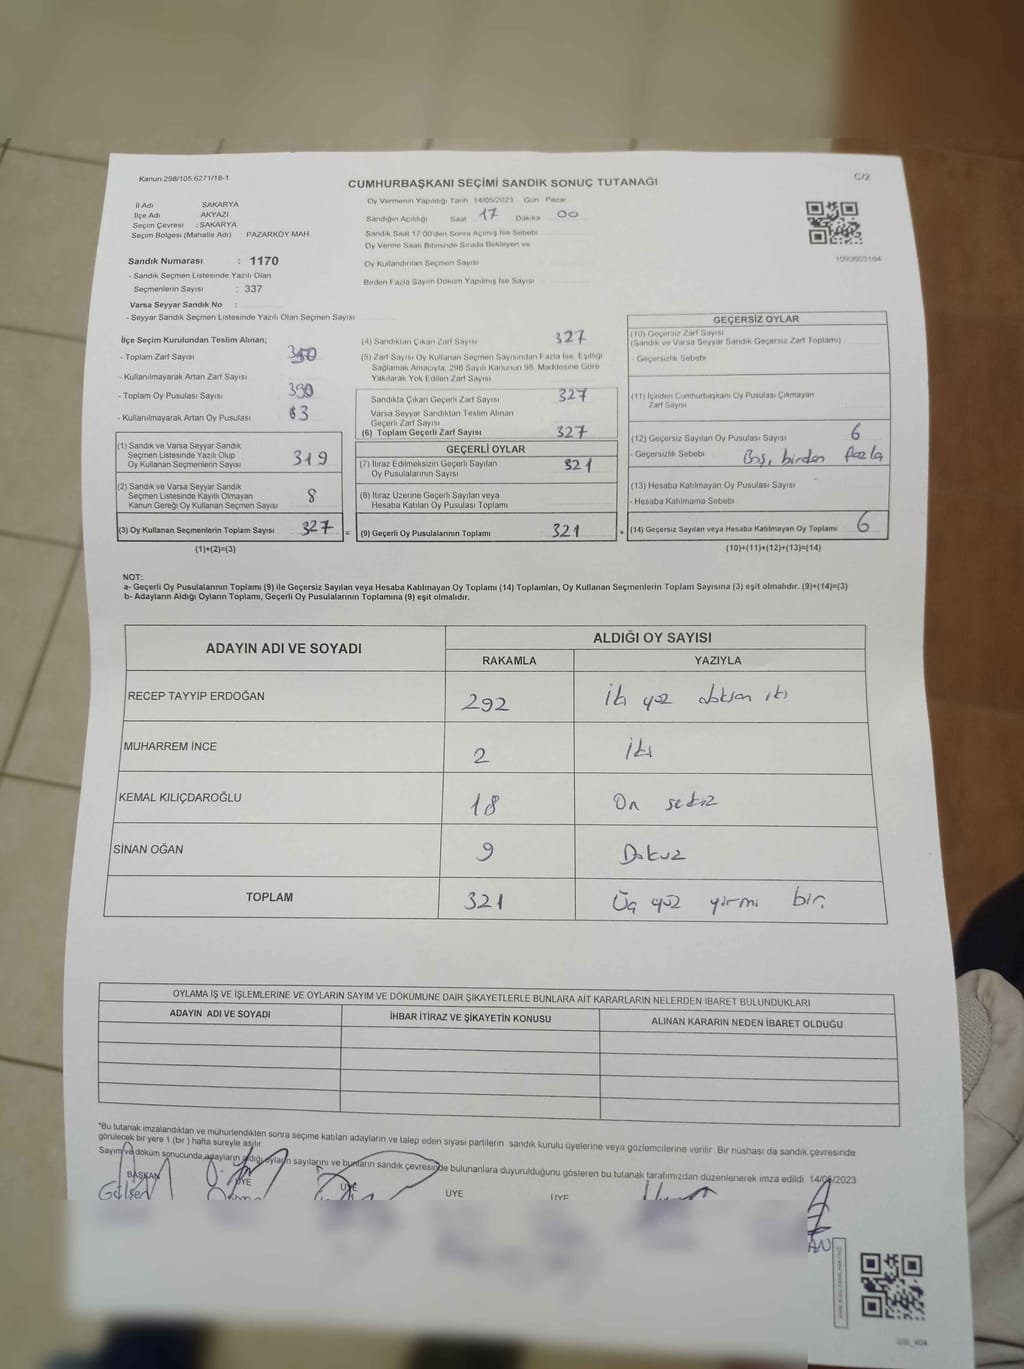 Kanun:298/105;6271/18-1
C/2
CUMHURBAŞKANI SEÇİMİ SANDIK SONUÇ TUTANAĞI
İl Adı SAKARYA
İlçe Adı AKYAZI
Seçim Çevresi : SAKARYA
Seçim Bölgesi (Mahalle Adı) : PAZARKÖY MAH.
Oy Vermenin Yapıldığı Tarih 14/05/2023 Gün Pazar
Sandığın Açıldığı Saat 17 Dakika 00
Sandık Saat 17.00'den Sonra Açılmış İse Sebebi
Oy Verme Saati Bitiminde Sırada Bekleyen ve
Oy Kullandırılan Seçmen Sayısı
Birden Fazla Sayım Döküm Yapılmış İse Sayısı
1093603164
Sandık Numarası : 1170
- Sandık Seçmen Listesinde Yazılı Olan
Seçmenlerin Sayısı : 337
Varsa Seyyar Sandık No :
- Seyyar Sandık Seçmen Listesinde Yazılı Olan Seçmen Sayısı
İlçe Seçim Kurulundan Teslim Alınan;
- Toplam Zarf Sayısı
- Kullanılmayarak Artan Zarf Sayısı
- Toplam Oy Pusulası Sayısı
- Kullanılmayarak Artan Oy Pusulası
(1) Sandık ve Varsa Seyyar Sandık
Seçmen Listesinde Yazılı Olup
Oy Kullanan Seçmenlerin Sayısı 319
(2) Sandık ve Varsa Seyyar Sandık
Seçmen Listesinde Kayıtlı Olmayan
Kanun Gereği Oy Kullanan Seçmen Sayısı 8
(3) Oy Kullanan Seçmenlerin Toplam Sayısı : 327
(1)+(2)=(3)
(4) Sandıktan Çıkan Zarf Sayısı 327
(5) Zarf Sayısı Oy Kullanan Seçmen Sayısından Fazla İse, Eşitliği
Sağlamak Amacıyla, 298 Sayılı Kanunun 98. Maddesine Göre
Yakılarak Yok Edilen Zarf Sayısı
Sandıkta Çıkan Geçerli Zarf Sayısı 327
Varsa Seyyar Sandıktan Teslim Alınan
Geçerli Zarf Sayısı
(6) Toplam Geçerli Zarf Sayısı 327
GEÇERLİ OYLAR
(7) İtiraz Edilmeksizin Geçerli Sayılan
Oy Pusulası Sayısı 321
(8) İtiraz Üzerine Geçerli Sayılan veya
Hesaba Katılan Oy Pusulası Toplamı
= (9) Geçerli Oy Pusulalarının Toplamı 321
GEÇERSİZ OYLAR
(10) Geçersiz Zarf Sayısı
(Sandık ve Varsa Seyyar Sandık Geçersiz Zarf Toplamı)
- Geçersizlik Sebebi
(11) İçinden Cumhurbaşkanı Oy Pusulası Çıkmayan
Zarf Sayısı
(12) Geçersiz Sayılan Oy Pusulası Sayısı 6
- Geçersizlik Sebebi Boş, birden fazla
(13) Hesaba Katılmayan Oy Pusulası Sayısı
- Hesaba Katılmama Sebebi
+ (14) Geçersiz Sayılan veya Hesaba Katılmayan Oy Toplamı 6
(10)+(11)+(12)+(13)=(14)
NOT:
a- Geçerli Oy Pusulalarının Toplamı (9) ile Geçersiz Sayılan veya Hesaba Katılmayan Oy Toplamı (14) Toplamları, Oy Kullanan Seçmenlerin Toplam Sayısına (3) eşit olmalıdır. (9)+(14)=(3)
b- Adayların Aldığı Oyların Toplamı, Geçerli Oy Pusulalarının Toplamına (9) eşit olmalıdır.
ADAYIN ADI VE SOYADI ALDIĞI OY SAYISI
RAKAMLA YAZIYLA
RECEP TAYYİP ERDOĞAN 292 iki yüz doksan iki
MUHARREM İNCE 2 iki
KEMAL KILIÇDAROĞLU 18 On sekiz
SİNAN OĞAN 9 Dokuz
TOPLAM 321 Üç yüz yirmi bir
OYLAMA İŞ VE İŞLEMLERİNE VE OYLARIN SAYIM VE DÖKÜMÜNE DAİR ŞİKAYETLERLE BUNLARA AİT KARARLARIN NELERDEN İBARET BULUNDUKLARI
ADAYIN ADI VE SOYADI İHBAR İTİRAZ VE ŞİKAYETİN KONUSU ALINAN KARARIN NEDEN İBARET OLDUĞU
*Bu tutanak imzalandıktan ve mühürlendikten sonra seçime katılan adayların ve talep eden siyasi partilerin sandık kurulu üyelerine veya gözlemcilerine verilir. Bir nüshası da sandık çevresinde
görülecek bir yere 1 (bir) hafta süreyle asılır.
Sayım ve döküm sonucunda adayların aldığı oyların sayılarını ve bunların sandık çevresinde bulunanlara duyurulduğunu gösteren bu tutanak tarafımızdan düzenlenerek imza edildi. 14/05/2023
BAŞKAN ÜYE ÜYE ÜYE ÜYE